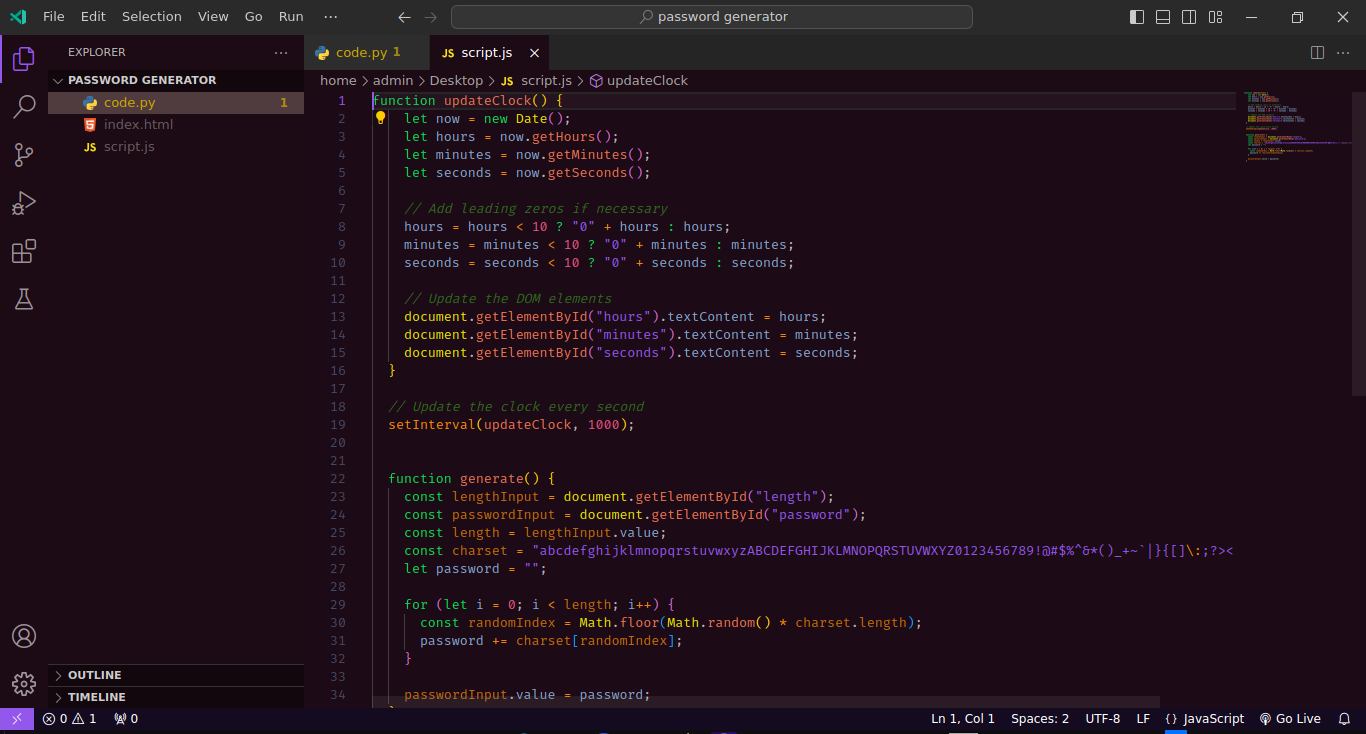 File Edit Selection View Go Run ⋯ password generator
EXPLORER
PASSWORD GENERATOR
code.py 1
index.html
JS script.js
OUTLINE
TIMELINE
code.py 1 JS script.js
home > admin > Desktop > JS script.js > updateClock
1 function updateClock() {
2 let now = new Date();
3 let hours = now.getHours();
4 let minutes = now.getMinutes();
5 let seconds = now.getSeconds();
6
7 // Add leading zeros if necessary
8 hours = hours < 10 ? "0" + hours : hours;
9 minutes = minutes < 10 ? "0" + minutes : minutes;
10 seconds = seconds < 10 ? "0" + seconds : seconds;
11
12 // Update the DOM elements
13 document.getElementById("hours").textContent = hours;
14 document.getElementById("minutes").textContent = minutes;
15 document.getElementById("seconds").textContent = seconds;
16 }
17
18 // Update the clock every second
19 setInterval(updateClock, 1000);
20
21
22 function generate() {
23 const lengthInput = document.getElementById("length");
24 const passwordInput = document.getElementById("password");
25 const length = lengthInput.value;
26 const charset = "abcdefghijklmnopqrstuvwxyzABCDEFGHIJKLMNOPQRSTUVWXYZ0123456789!@#$%^&*()_+~`|}{[]\:;?><
27 let password = "";
28
29 for (let i = 0; i < length; i++) {
30 const randomIndex = Math.floor(Math.random() * charset.length);
31 password += charset[randomIndex];
32 }
33
34 passwordInput.value = password;
0 1 0 Ln 1, Col 1 Spaces: 2 UTF-8 LF {} JavaScript Go Live